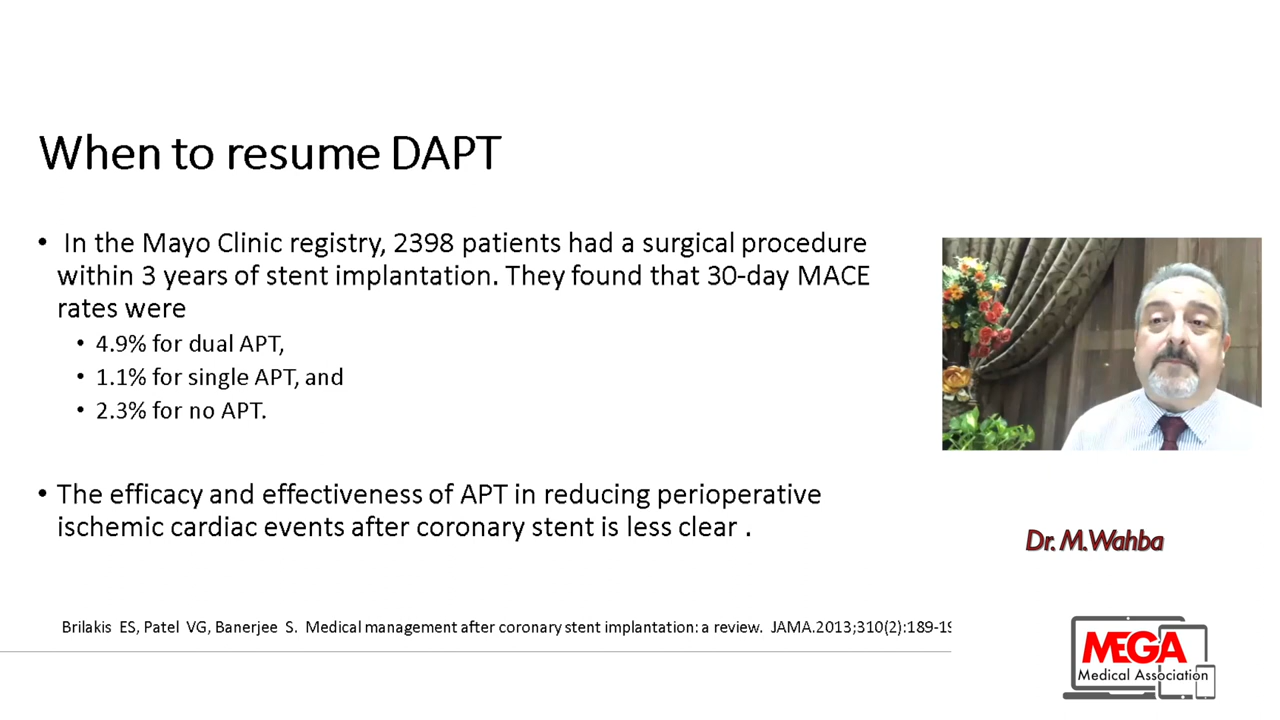 When to resume DAPT
• In the Mayo Clinic registry, 2398 patients had a surgical procedure
within 3 years of stent implantation. They found that 30-day MACE
rates were
• 4.9% for dual APT,
• 1.1% for single APT, and
• 2.3% for no APT.
• The efficacy and effectiveness of APT in reducing perioperative
ischemic cardiac events after coronary stent is less clear .
Dr. M.Wahba
Brilakis ES, Patel VG, Banerjee S. Medical management after coronary stent implantation: a review. JAMA.2013;310(2):189-19
MEGA
Medical Association